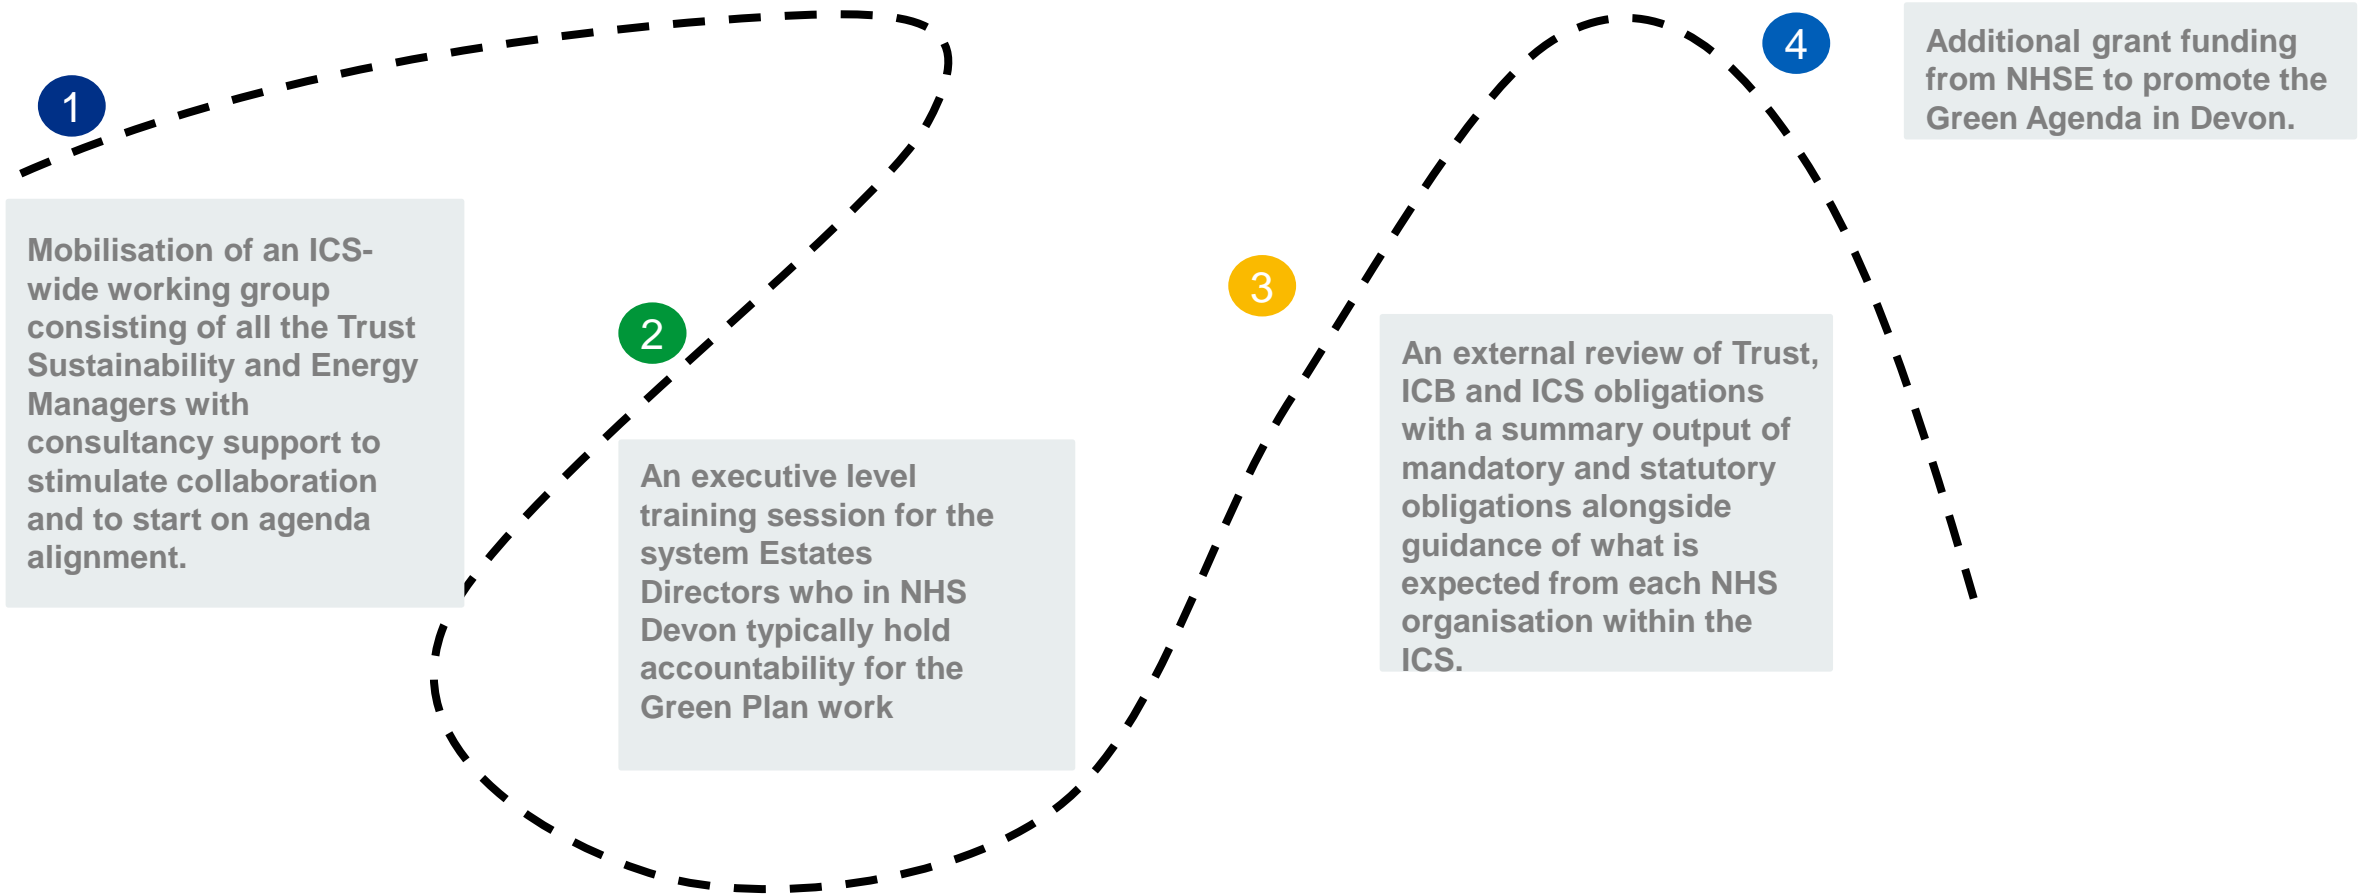 1
Mobilisation of an ICS-
wide working group
consisting of all the Trust
Sustainability and Energy
Managers with
consultancy support to
stimulate collaboration
and to start on agenda
alignment.
2
An executive level
training session for the
system Estates
Directors who in NHS
Devon typically hold
accountability for the
Green Plan work
3
An external review of Trust,
ICB and ICS obligations
with a summary output of
mandatory and statutory
obligations alongside
guidance of what is
expected from each NHS
organisation within the
ICS.
4
Additional grant funding
from NHSE to promote the
Green Agenda in Devon.